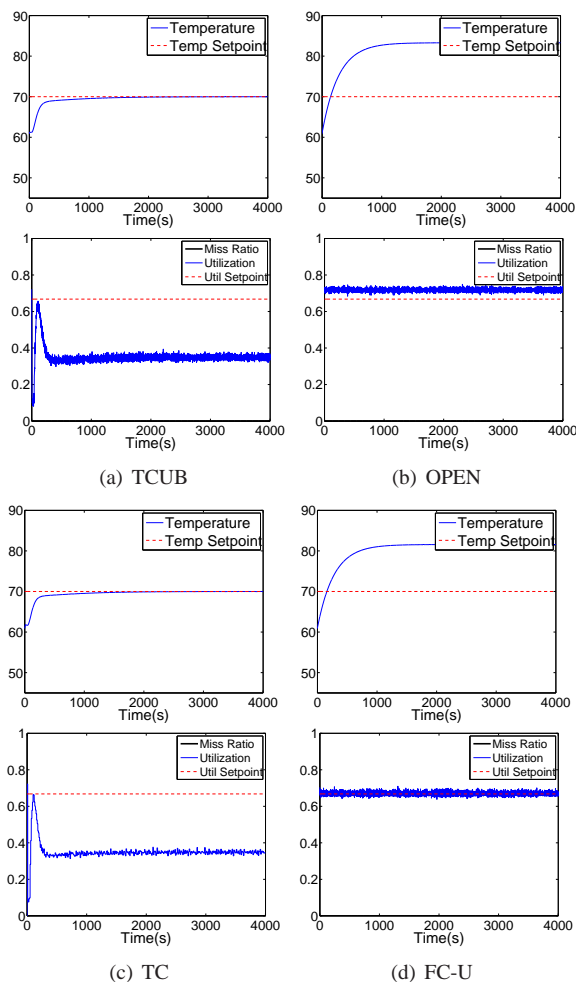 90
80
70
60
50
0 1000 2000 3000 4000
Time(s)
Temperature
Temp Setpoint
90
80
70
60
50
0 1000 2000 3000 4000
Time(s)
Temperature
Temp Setpoint
1
0.8
0.6
0.4
0.2
0
0 1000 2000 3000 4000
Time(s)
Miss Ratio
Utilization
Util Setpoint
1
0.8
0.6
0.4
0.2
0
0 1000 2000 3000 4000
Time(s)
Miss Ratio
Utilization
Util Setpoint
(a) TCUB
(b) OPEN
90
80
70
60
50
0 1000 2000 3000 4000
Time(s)
Temperature
Temp Setpoint
90
80
70
60
50
0 1000 2000 3000 4000
Time(s)
Temperature
Temp Setpoint
1
0.8
0.6
0.4
0.2
0
0 1000 2000 3000 4000
Time(s)
Miss Ratio
Utilization
Util Setpoint
1
0.8
0.6
0.4
0.2
0
0 1000 2000 3000 4000
Time(s)
Miss Ratio
Utilization
Util Setpoint
(c) TC
(d) FC-U